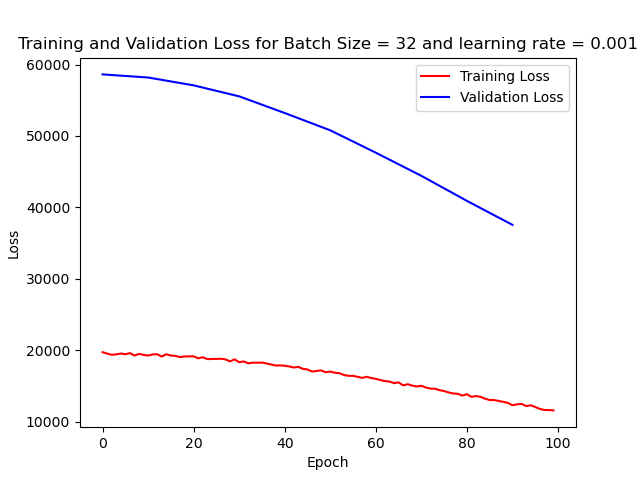 Training and Validation Loss for Batch Size = 32 and learning rate = 0.001
Training Loss
Validation Loss
60000
50000
40000
30000
20000
10000
Loss
0 20 40 60 80 100
Epoch